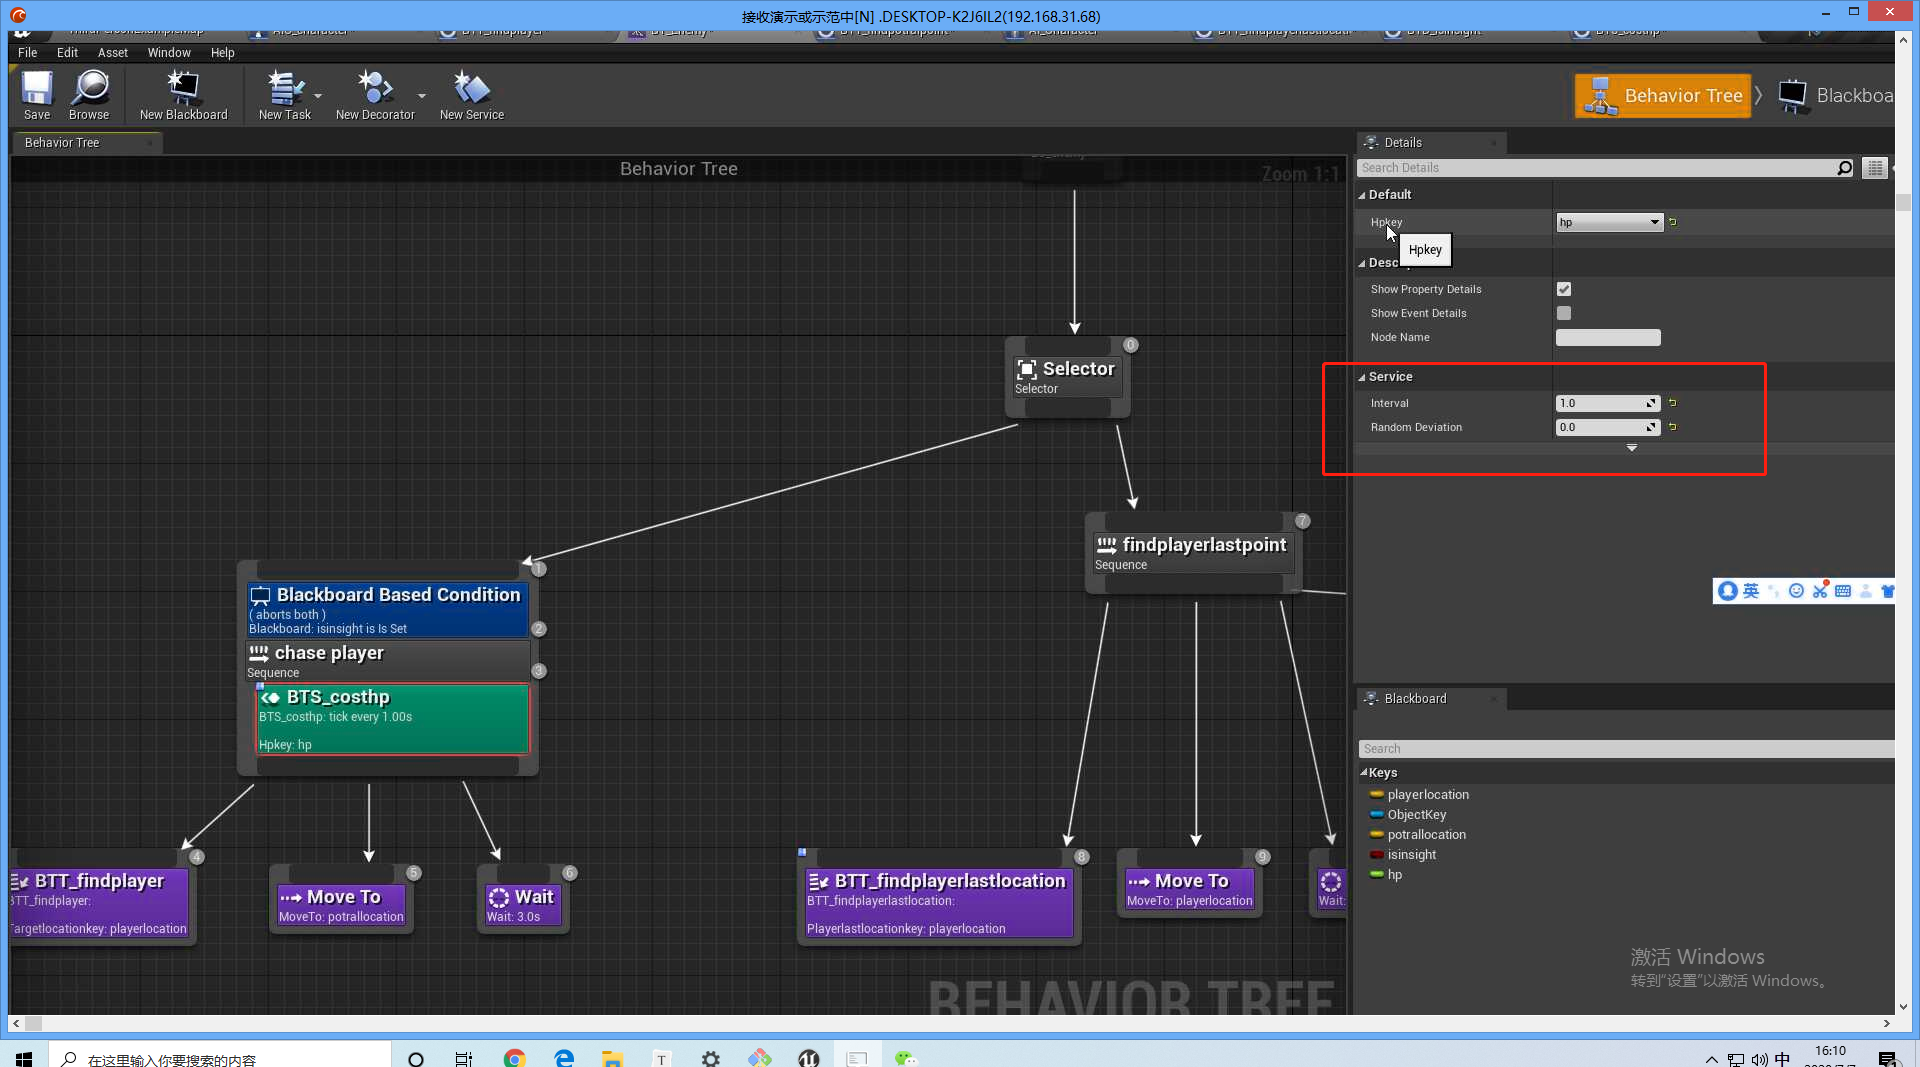 接收演示或示范中[N] .DESKTOP-K2J6IL2(192.168.31.68)
File Edit Asset Window Help
Save Browse New Blackboard New Task New Decorator New Service
Behavior Tree
Behavior Tree
Behavior Tree
Zoom 1:1
Selector
Selector
0
findplayerlastpoint
Sequence
7
1
Blackboard Based Condition
( aborts both )
Blackboard: isinsight is Is Set
2
chase player
Sequence
3
BTS_costhp
BTS_costhp: tick every 1.00s
Hpkey: hp
4
BTT_findplayer
BTT_findplayer:
Targetlocationkey: playerlocation
5
Move To
MoveTo: potrallocation
6
Wait
Wait: 3.0s
8
BTT_findplayerlastlocation
BTT_findplayerlastlocation:
Playerlastlocationkey: playerlocation
9
Move To
MoveTo: playerlocation
Wait:
BEHAVIOR TREE
Details
Search Details
Default
Hpkey hp
Hpkey
Show Property Details
Show Event Details
Node Name
Service
Interval 1.0
Random Deviation 0.0
英
Blackboard
Search
Keys
playerlocation
ObjectKey
potrallocation
isinsight
hp
激活 Windows
转到“设置”以激活 Windows。
在这里输入你要搜索的内容
中
16:10